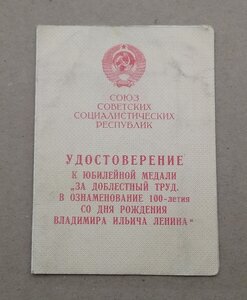 СОЮЗ
СОВЕТСКИХ
СОЦИАЛИСТИЧЕСКИХ
РЕСПУБЛИК
УДОСТОВЕРЕНИЕ
К ЮБИЛЕЙНОЙ МЕДАЛИ
„ЗА ДОБЛЕСТНЫЙ ТРУД.
В ОЗНАМЕНОВАНИЕ 100-летия
СО ДНЯ РОЖДЕНИЯ
ВЛАДИМИРА ИЛЬИЧА ЛЕНИНА“